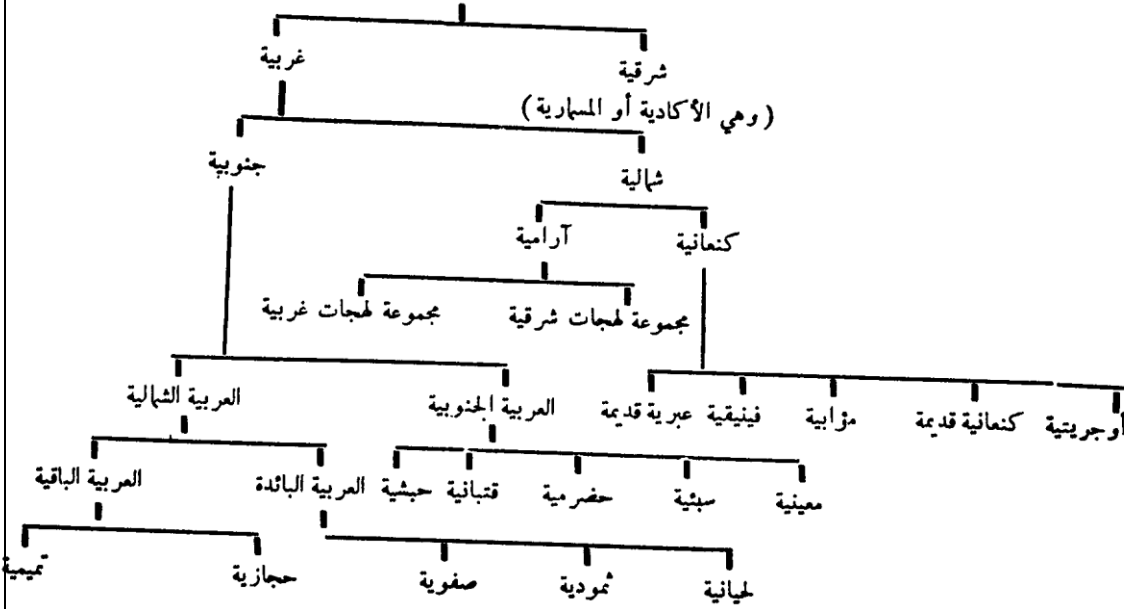 شرقية غربية
(وهي الأكادية أو المسمارية)
شمالية جنوبية
كنعانية آرامية
مجموعة لهجات شرقية مجموعة لهجات غربية
أوجريتية كنعانية قديمة مؤابية فينيقية عبرية قديمة العربية الجنوبية العربية الشمالية
معينية سبئية حضرمية قتبانية حبشية العربية البائدة العربية الباقية
لحيانية ثمودية صفوية حجازية تميمية